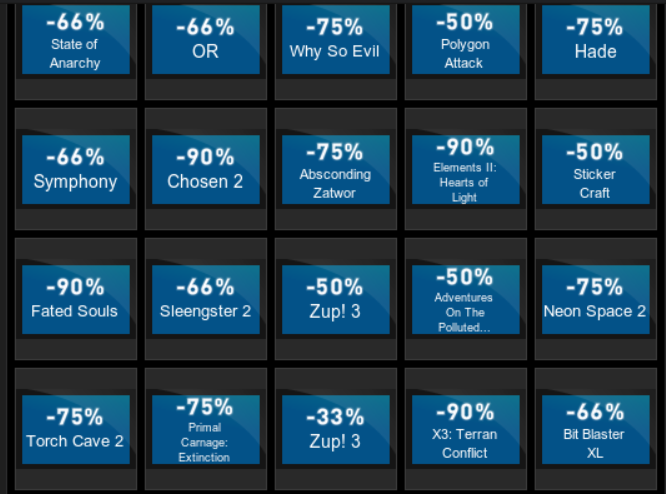 -66%
State of
Anarchy
-66%
OR
-75%
Why So Evil
-50%
Polygon
Attack
-75%
Hade
-66%
Symphony
-90%
Chosen 2
-75%
Absconding
Zatwor
-90%
Elements II:
Hearts of
Light
-50%
Sticker
Craft
-90%
Fated Souls
-66%
Sleengster 2
-50%
Zup! 3
-50%
Adventures
On The
Polluted...
-75%
Neon Space 2
-75%
Torch Cave 2
-75%
Primal
Carnage:
Extinction
-33%
Zup! 3
-90%
X3: Terran
Conflict
-66%
Bit Blaster
XL